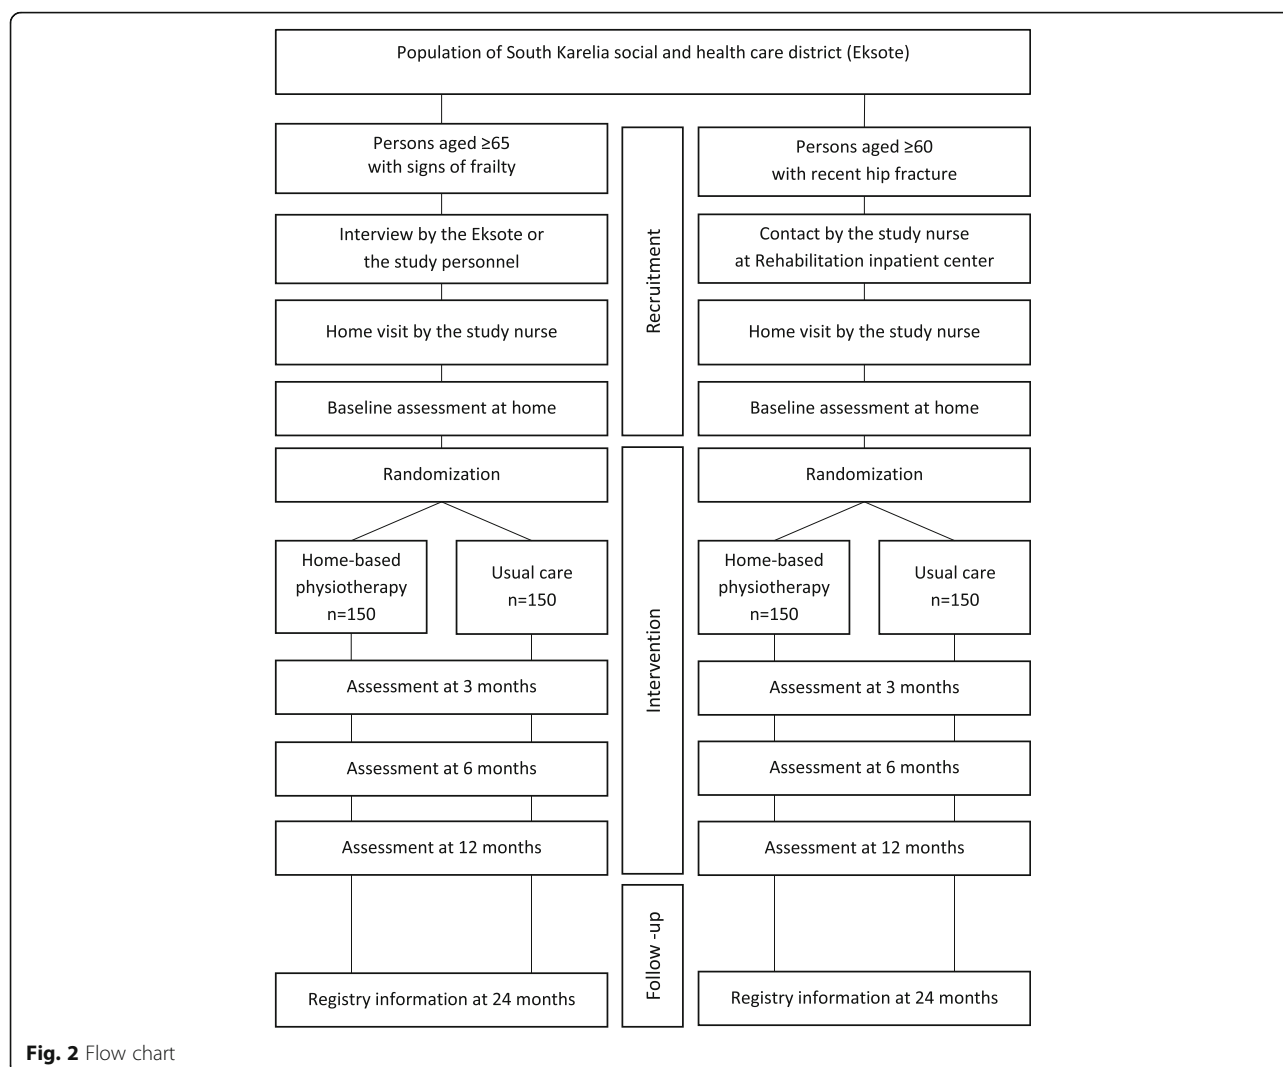 Population of South Karelia social and health care district (Eksote)
Persons aged ≥65
with signs of frailty
Interview by the Eksote or
the study personnel
Home visit by the study nurse
Baseline assessment at home
Randomization
Home-based
physiotherapy
n=150
Usual care
n=150
Assessment at 3 months
Assessment at 6 months
Assessment at 12 months
Registry information at 24 months
Recruitment
Intervention
Follow -up
Persons aged ≥60
with recent hip fracture
Contact by the study nurse
at Rehabilitation inpatient center
Home visit by the study nurse
Baseline assessment at home
Randomization
Home-based
physiotherapy
n=150
Usual care
n=150
Assessment at 3 months
Assessment at 6 months
Assessment at 12 months
Registry information at 24 months
Fig. 2 Flow chart